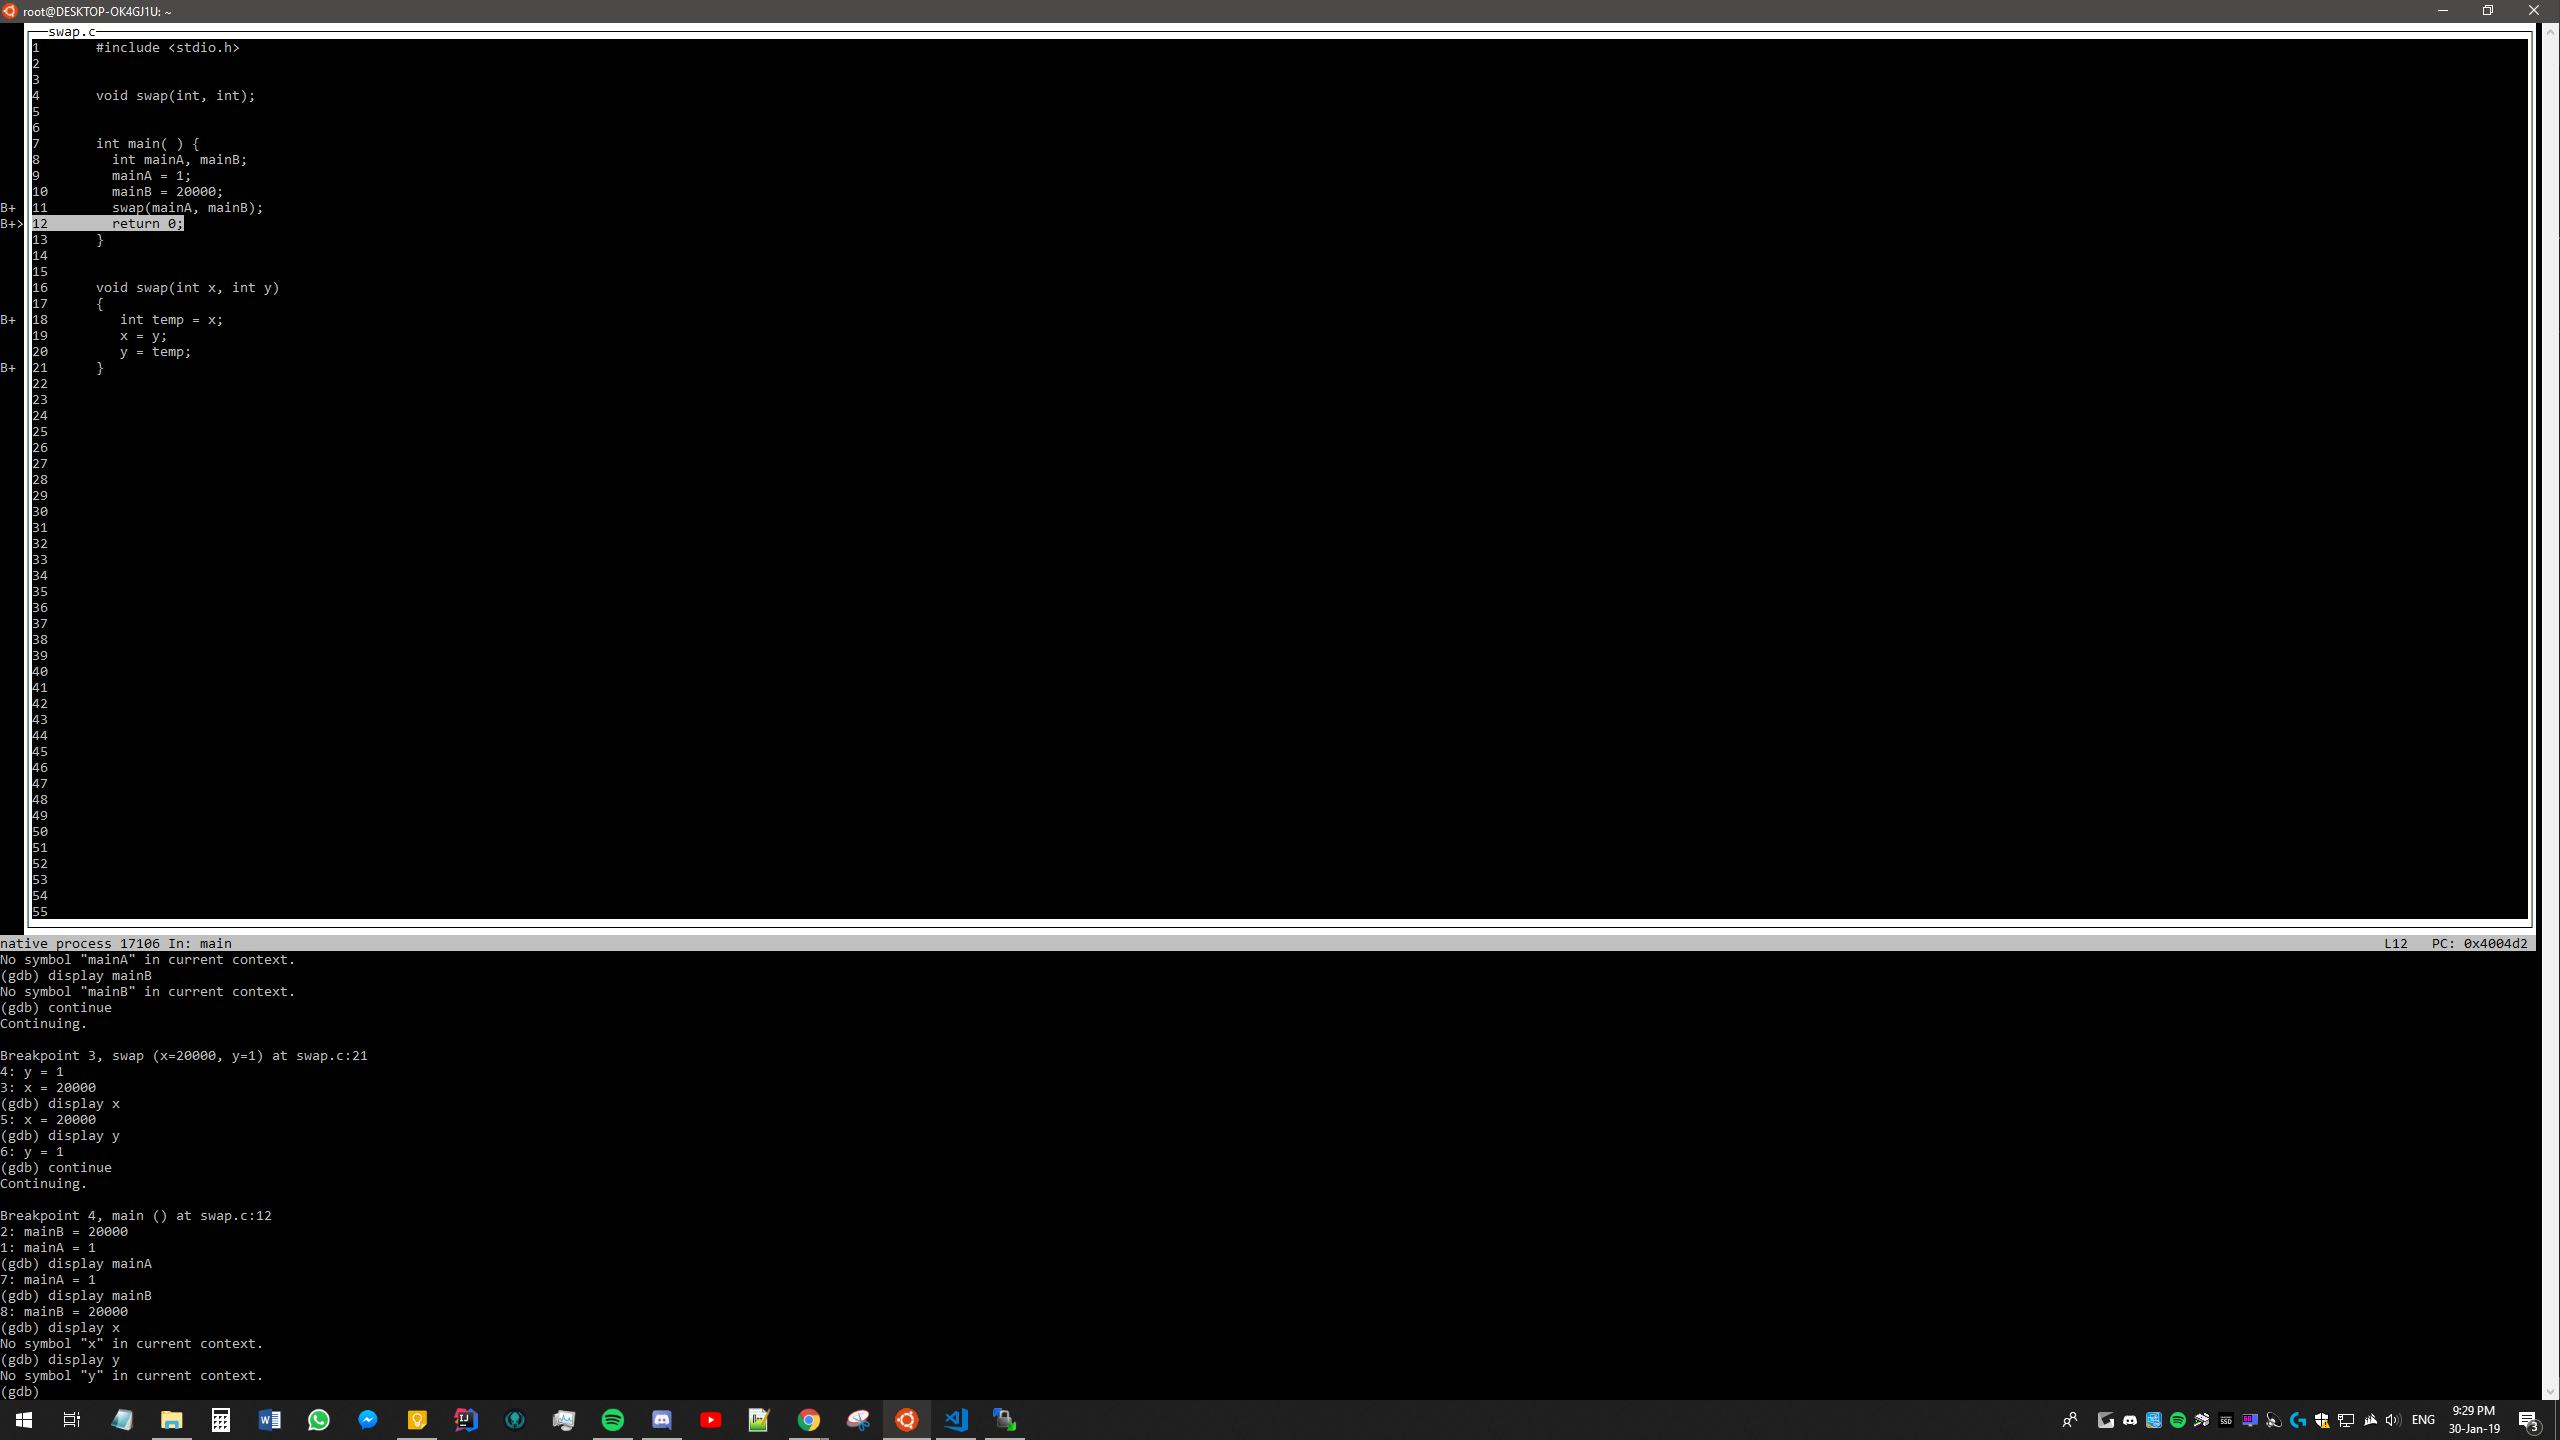 root@DESKTOP-OK4GJ1U: ~
swap.c
1 #include <stdio.h>
2
3
4 void swap(int, int);
5
6
7 int main( ) {
8 int mainA, mainB;
9 mainA = 1;
10 mainB = 20000;
B+ 11 swap(mainA, mainB);
B+> 12 return 0;
13 }
14
15
16 void swap(int x, int y)
17 {
B+ 18 int temp = x;
19 x = y;
20 y = temp;
B+ 21 }
22
23
24
25
26
27
28
29
30
31
32
33
34
35
36
37
38
39
40
41
42
43
44
45
46
47
48
49
50
51
52
53
54
55
native process 17106 In: main L12 PC: 0x4004d2
No symbol "mainA" in current context.
(gdb) display mainB
No symbol "mainB" in current context.
(gdb) continue
Continuing.
Breakpoint 3, swap (x=20000, y=1) at swap.c:21
4: y = 1
3: x = 20000
(gdb) display x
5: x = 20000
(gdb) display y
6: y = 1
(gdb) continue
Continuing.
Breakpoint 4, main () at swap.c:12
2: mainB = 20000
1: mainA = 1
(gdb) display mainA
7: mainA = 1
(gdb) display mainB
8: mainB = 20000
(gdb) display x
No symbol "x" in current context.
(gdb) display y
No symbol "y" in current context.
(gdb)
ENG
9:29 PM
30-Jan-19
3